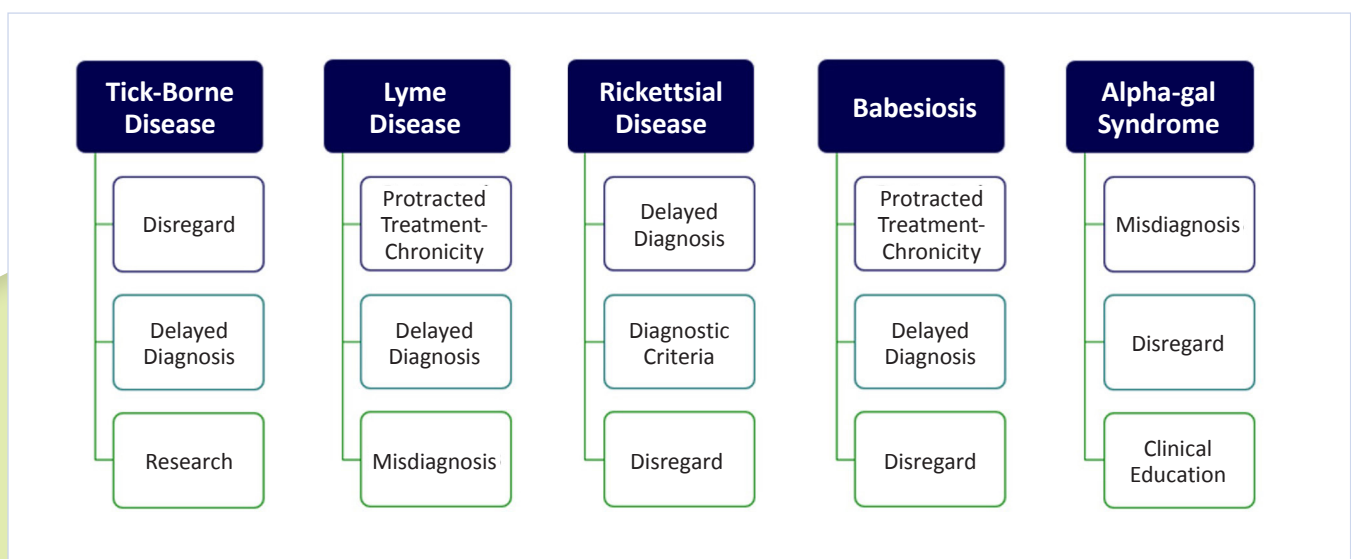 Tick-Borne
Disease
Disregard
Delayed
Diagnosis
Research
Lyme
Disease
Protracted
Treatment-
Chronicity
Delayed
Diagnosis
Misdiagnosis
Rickettsial
Disease
Delayed
Diagnosis
Diagnostic
Criteria
Disregard
Babesiosis
Protracted
Treatment-
Chronicity
Delayed
Diagnosis
Disregard
Alpha-gal
Syndrome
Misdiagnosis
Disregard
Clinical
Education